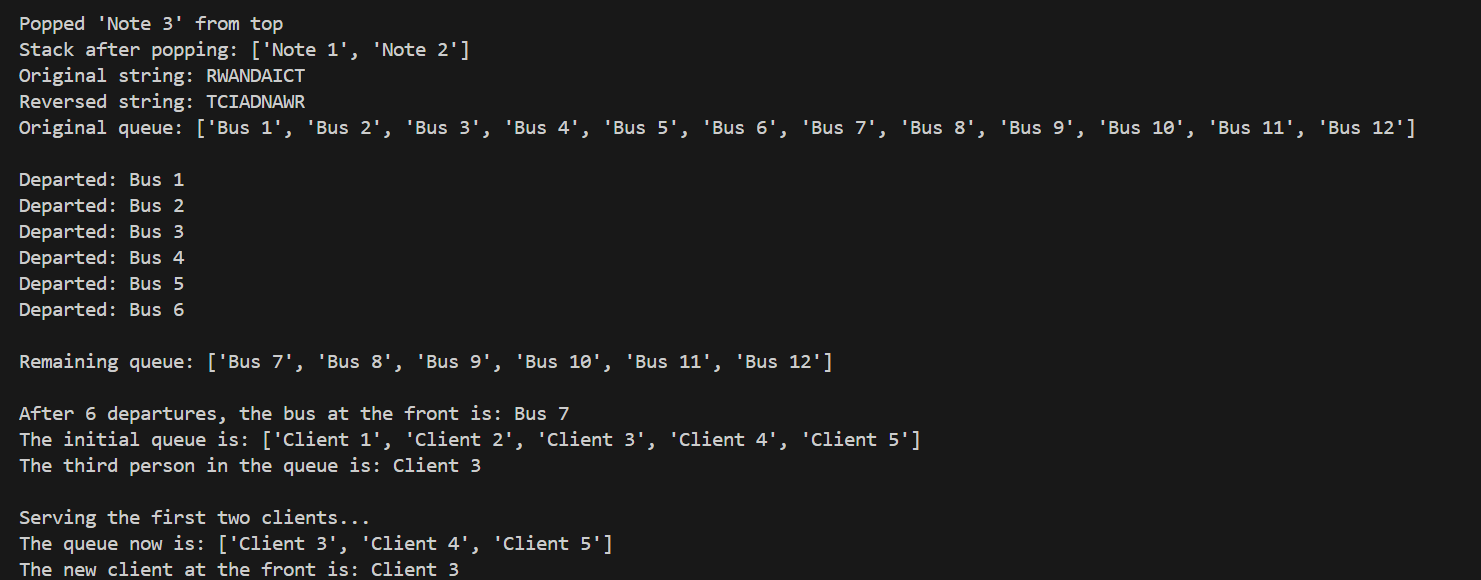 Popped 'Note 3' from top
Stack after popping: ['Note 1', 'Note 2']
Original string: RWANDAICT
Reversed string: TCIADNAWR
Original queue: ['Bus 1', 'Bus 2', 'Bus 3', 'Bus 4', 'Bus 5', 'Bus 6', 'Bus 7', 'Bus 8', 'Bus 9', 'Bus 10', 'Bus 11', 'Bus 12']
Departed: Bus 1
Departed: Bus 2
Departed: Bus 3
Departed: Bus 4
Departed: Bus 5
Departed: Bus 6
Remaining queue: ['Bus 7', 'Bus 8', 'Bus 9', 'Bus 10', 'Bus 11', 'Bus 12']
After 6 departures, the bus at the front is: Bus 7
The initial queue is: ['Client 1', 'Client 2', 'Client 3', 'Client 4', 'Client 5']
The third person in the queue is: Client 3
Serving the first two clients...
The queue now is: ['Client 3', 'Client 4', 'Client 5']
The new client at the front is: Client 3